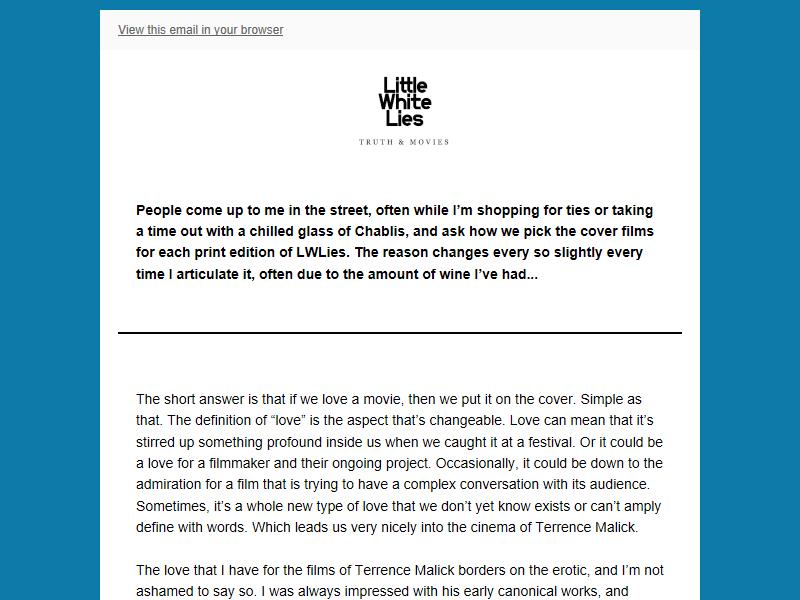 View this email in your browser
Little
White
Lies
TRUTH & MOVIES
People come up to me in the street, often while I’m shopping for ties or taking
a time out with a chilled glass of Chablis, and ask how we pick the cover films
for each print edition of LWLies. The reason changes every so slightly every
time I articulate it, often due to the amount of wine I’ve had...
The short answer is that if we love a movie, then we put it on the cover. Simple as
that. The definition of “love” is the aspect that’s changeable. Love can mean that it’s
stirred up something profound inside us when we caught it at a festival. Or it could be
a love for a filmmaker and their ongoing project. Occasionally, it could be down to the
admiration for a film that is trying to have a complex conversation with its audience.
Sometimes, it’s a whole new type of love that we don’t yet know exists or can’t amply
define with words. Which leads us very nicely into the cinema of Terrence Malick.
The love that I have for the films of Terrence Malick borders on the erotic, and I’m not
ashamed to say so. I was always impressed with his early canonical works, and